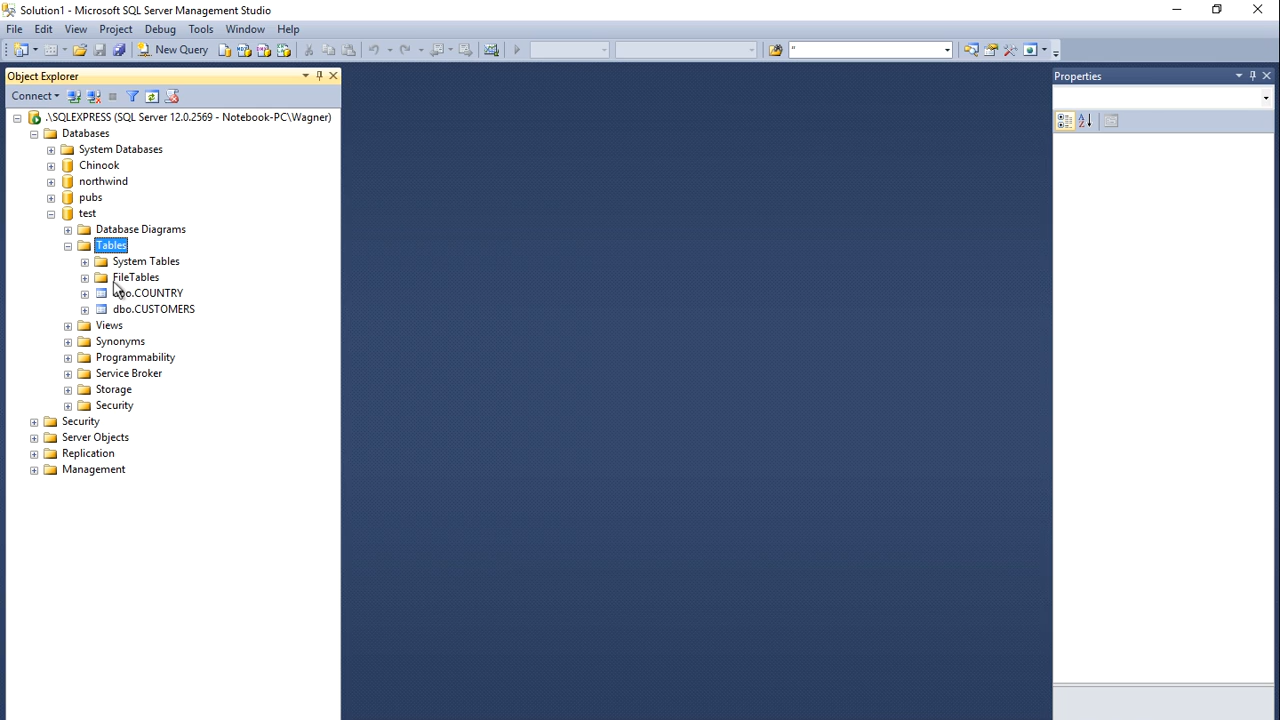 Solution1 - Microsoft SQL Server Management Studio
File Edit View Project Debug Tools Window Help
New Query
"
Object Explorer
Connect
.\SQLEXPRESS (SQL Server 12.0.2569 - Notebook-PC\Wagner)
Databases
System Databases
Chinook
northwind
pubs
test
Database Diagrams
Tables
System Tables
FileTables
.COUNTRY
dbo.CUSTOMERS
Views
Synonyms
Programmability
Service Broker
Storage
Security
Security
Server Objects
Replication
Management
Properties